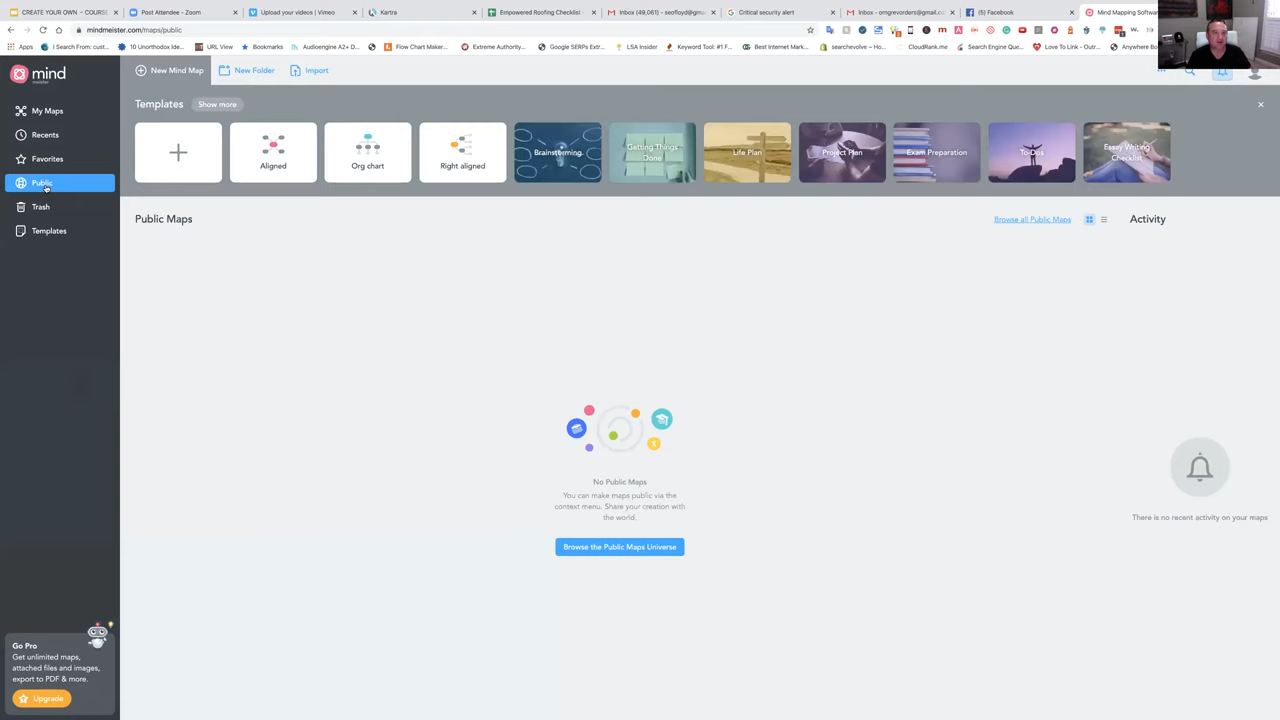 CREATE YOUR OWN - COURS
Post Attendee - Zoom
Upload your videos | Vimeo
Kartra
Empowered Roofing Checklist -
Inbox (49,061) - seofloyd@gm
Critical security alert
Inbox - omgrevorders@gmail.c
(5) Facebook
Mind Mapping Softwar
mindmeister.com/maps/public
Apps
I Search From: cust...
10 Unorthodox Ide...
URL View
Bookmarks
Audioengine A2+ D...
Flow Chart Maker...
Extreme Authority...
Google SERPs Extr...
LSA Insider
Keyword Tool: #1 F...
Best Internet Mark...
searchevolve – Ho...
CloudRank.me
Search Engine Que...
Love To Link - Outr...
Anywhere Bo
mind
meister
New Mind Map
New Folder
Import
My Maps
Recents
Favorites
Public
Trash
Templates
Templates
Show more
Aligned
Org chart
Right aligned
Brainstorming
Getting Things
Done
Life Plan
Project Plan
Exam Preparation
To-Dos
Essay Writing
Checklist
Public Maps
Browse all Public Maps
Activity
No Public Maps
You can make maps public via the
context menu. Share your creation with
the world.
Browse the Public Maps Universe
There is no recent activity on your maps
Go Pro
Get unlimited maps,
attached files and images,
export to PDF & more.
Upgrade